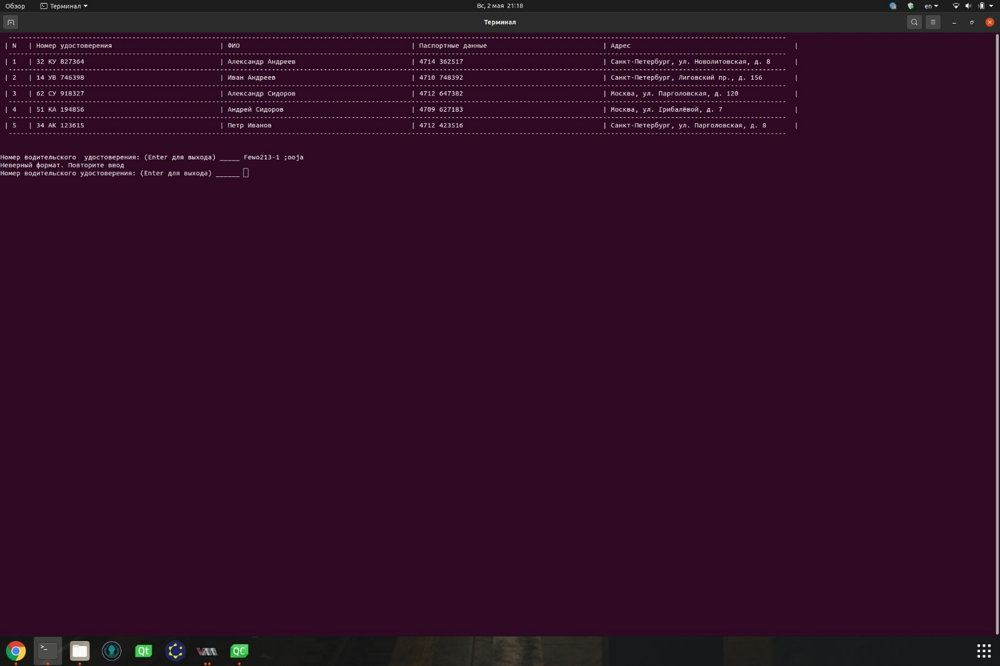 Обзор Терминал Вс, 2 мая 21:18 en
Терминал
| N | Номер удостоверения | ФИО | Паспортные данные | Адрес |
| 1 | 32 КУ 827364 | Александр Андреев | 4714 362517 | Санкт-Петербург, ул. Новолитовская, д. 8 |
| 2 | 14 УВ 746398 | Иван Андреев | 4710 748392 | Санкт-Петербург, Лиговский пр., д. 156 |
| 3 | 62 СУ 918327 | Александр Сидоров | 4712 647382 | Москва, ул. Парголовская, д. 120 |
| 4 | 51 КА 194856 | Андрей Сидоров | 4709 627183 | Москва, ул. Грибалёвой, д. 7 |
| 5 | 34 АК 123615 | Петр Иванов | 4712 423516 | Санкт-Петербург, ул. Парголовская, д. 8 |
Номер водительского  удостоверения: (Enter для выхода) _____ Fewo213-1 ;ooja
Неверный формат. Повторите ввод
Номер водительского удостоверения: (Enter для выхода) ______
>_ Qt QC